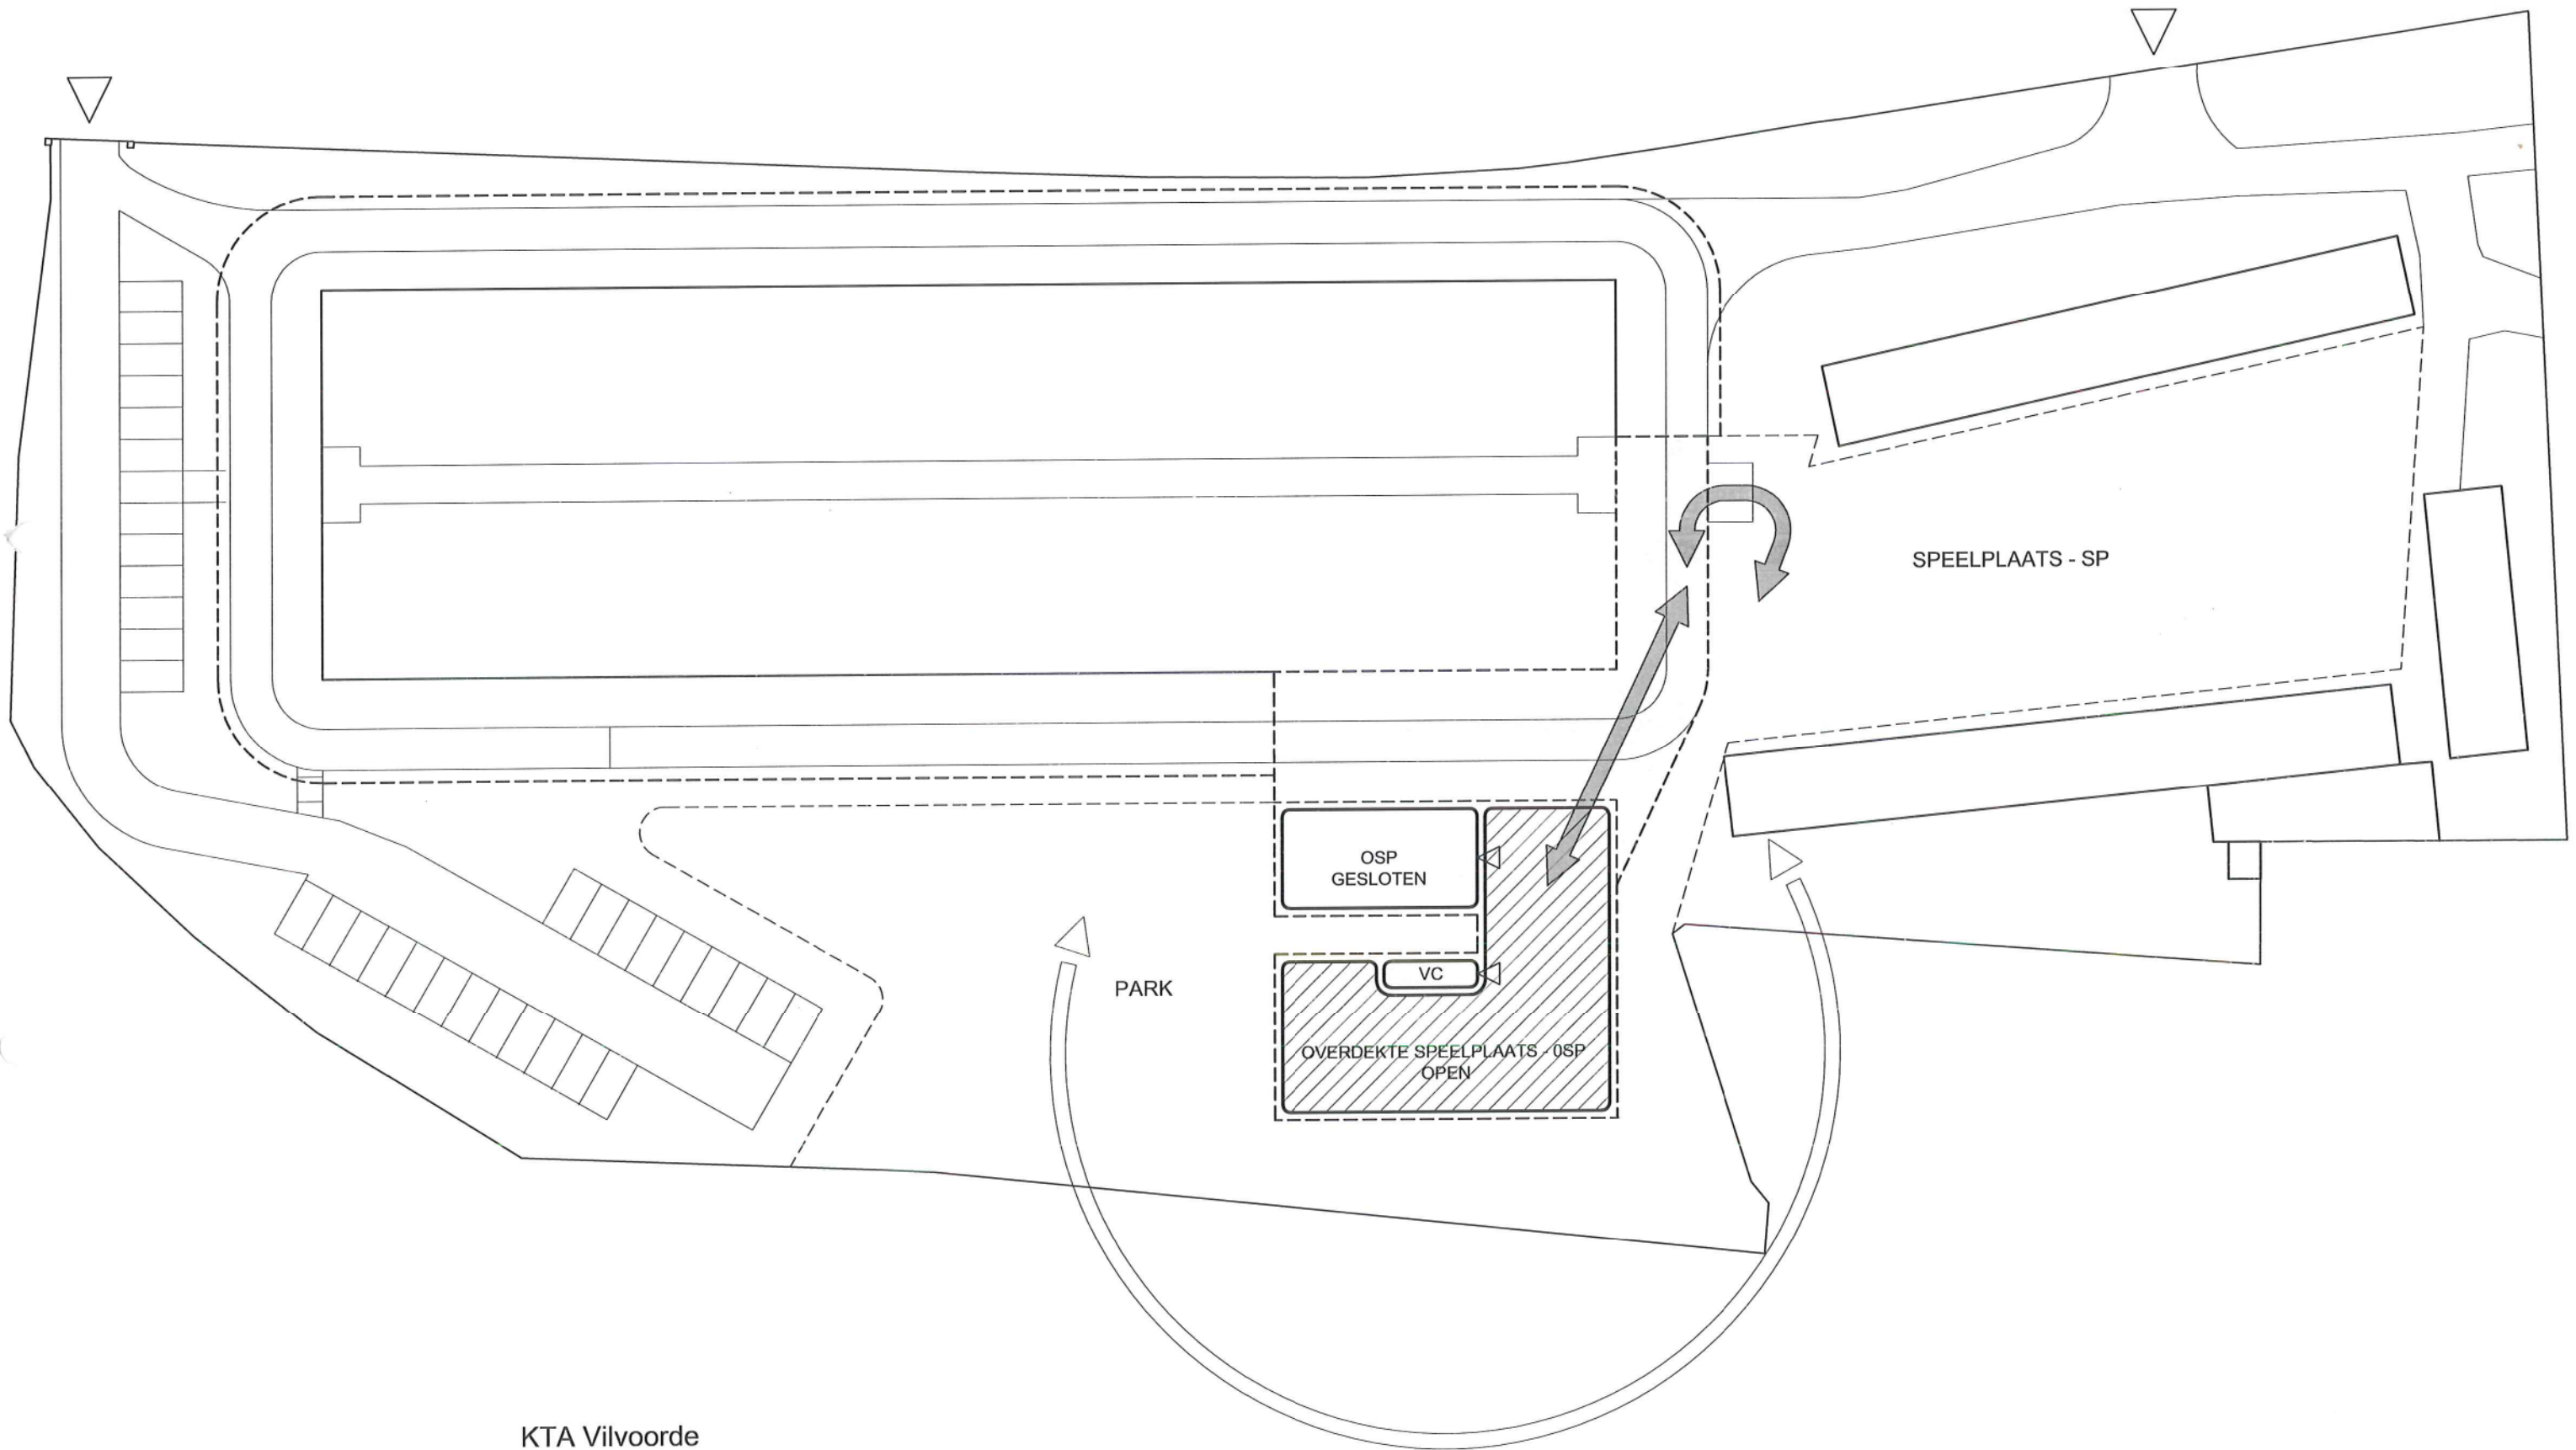 SPEELPLAATS - SP
OSP
GESLOTEN
VC
PARK
OVERDEKTE SPEELPLAATS - 0SP
OPEN
KTA Vilvoorde